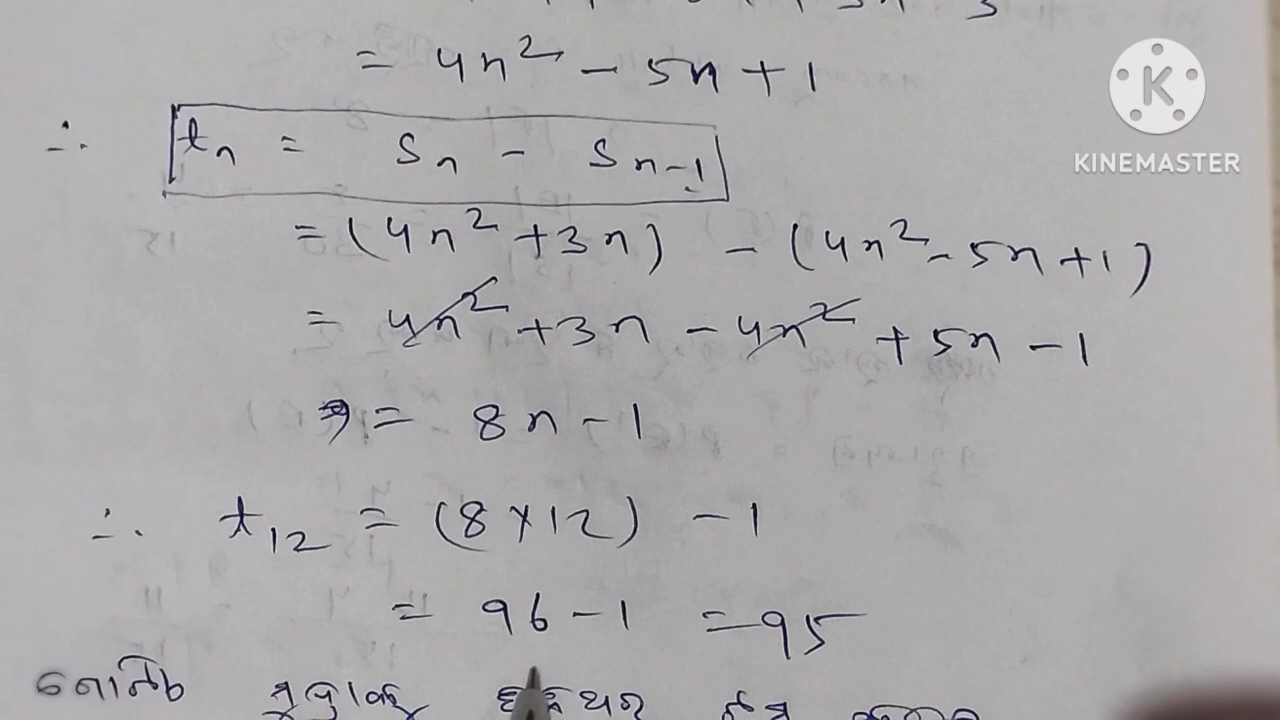 = 4n² - 5n + 1
∴ tₙ = Sₙ - Sₙ₋₁
= (4n² + 3n) - (4n² - 5n + 1)
= 4n² + 3n - 4n² + 5n - 1
= 8n - 1
∴ t₁₂ = (8 × 12) - 1
= 96 - 1 = 95
K
KINEMASTER